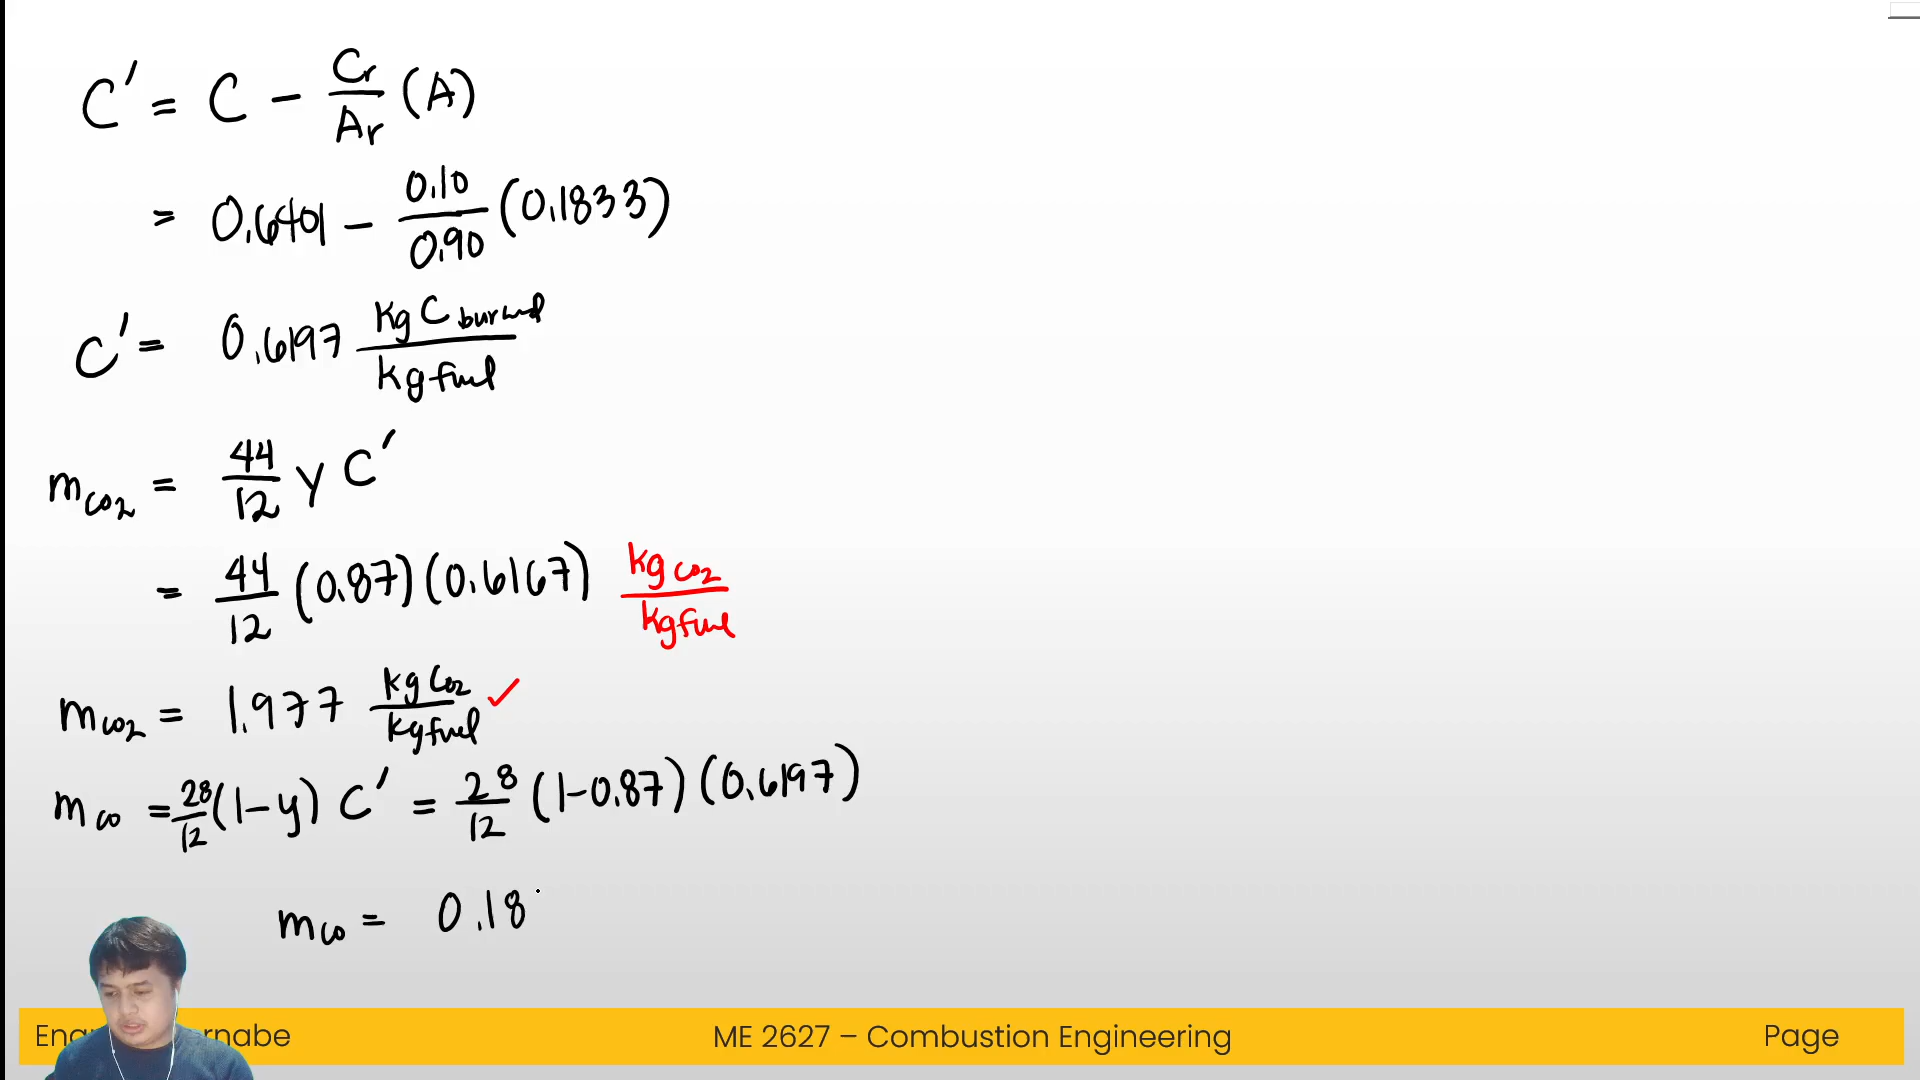 C' = C - Cr/Ar (A)
= 0.6401 - 0.10/0.90 (0.1833)
C' = 0.6197 kg C burned/kg fuel
mCO2 = 44/12 y C'
= 44/12 (0.87)(0.6167) kg CO2/kg fuel
mCO2 = 1.977 kg CO2/kg fuel ✓
mCO = 28/12 (1-y) C' = 28/12 (1-0.87)(0.6197)
mCO = 0.18
ME 2627 – Combustion Engineering
Page